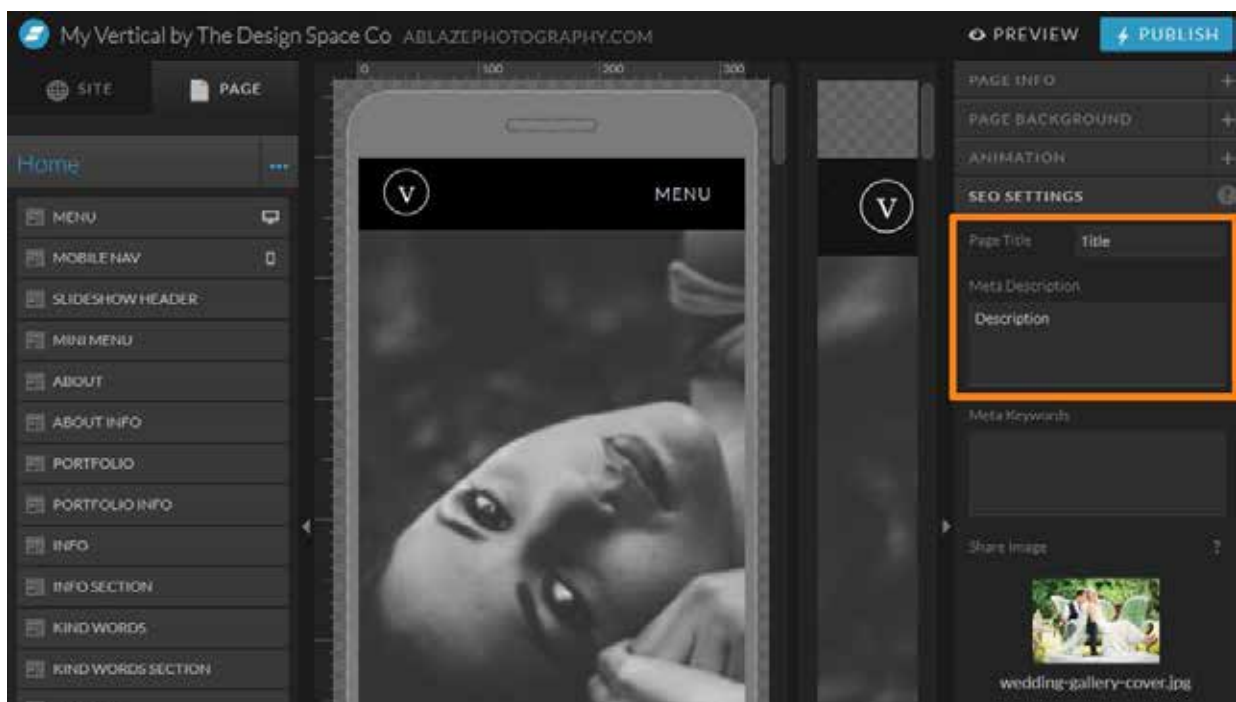 My Vertical by The Design Space Co ABLAZEPHOTOGRAPHY.COM
PREVIEW
PUBLISH
SITE
PAGE
Home
MENU
MOBILE NAV
SLIDESHOW HEADER
MINI MENU
ABOUT
ABOUT INFO
PORTFOLIO
PORTFOLIO INFO
INFO
INFO SECTION
KIND WORDS
KIND WORDS SECTION
0 100 200 300
V
MENU
V
PAGE INFO +
PAGE BACKGROUND +
ANIMATION +
SEO SETTINGS ?
Page Title Title
Meta Description
Description
Meta Keywords
Share Image ?
wedding-gallery-cover.jpg